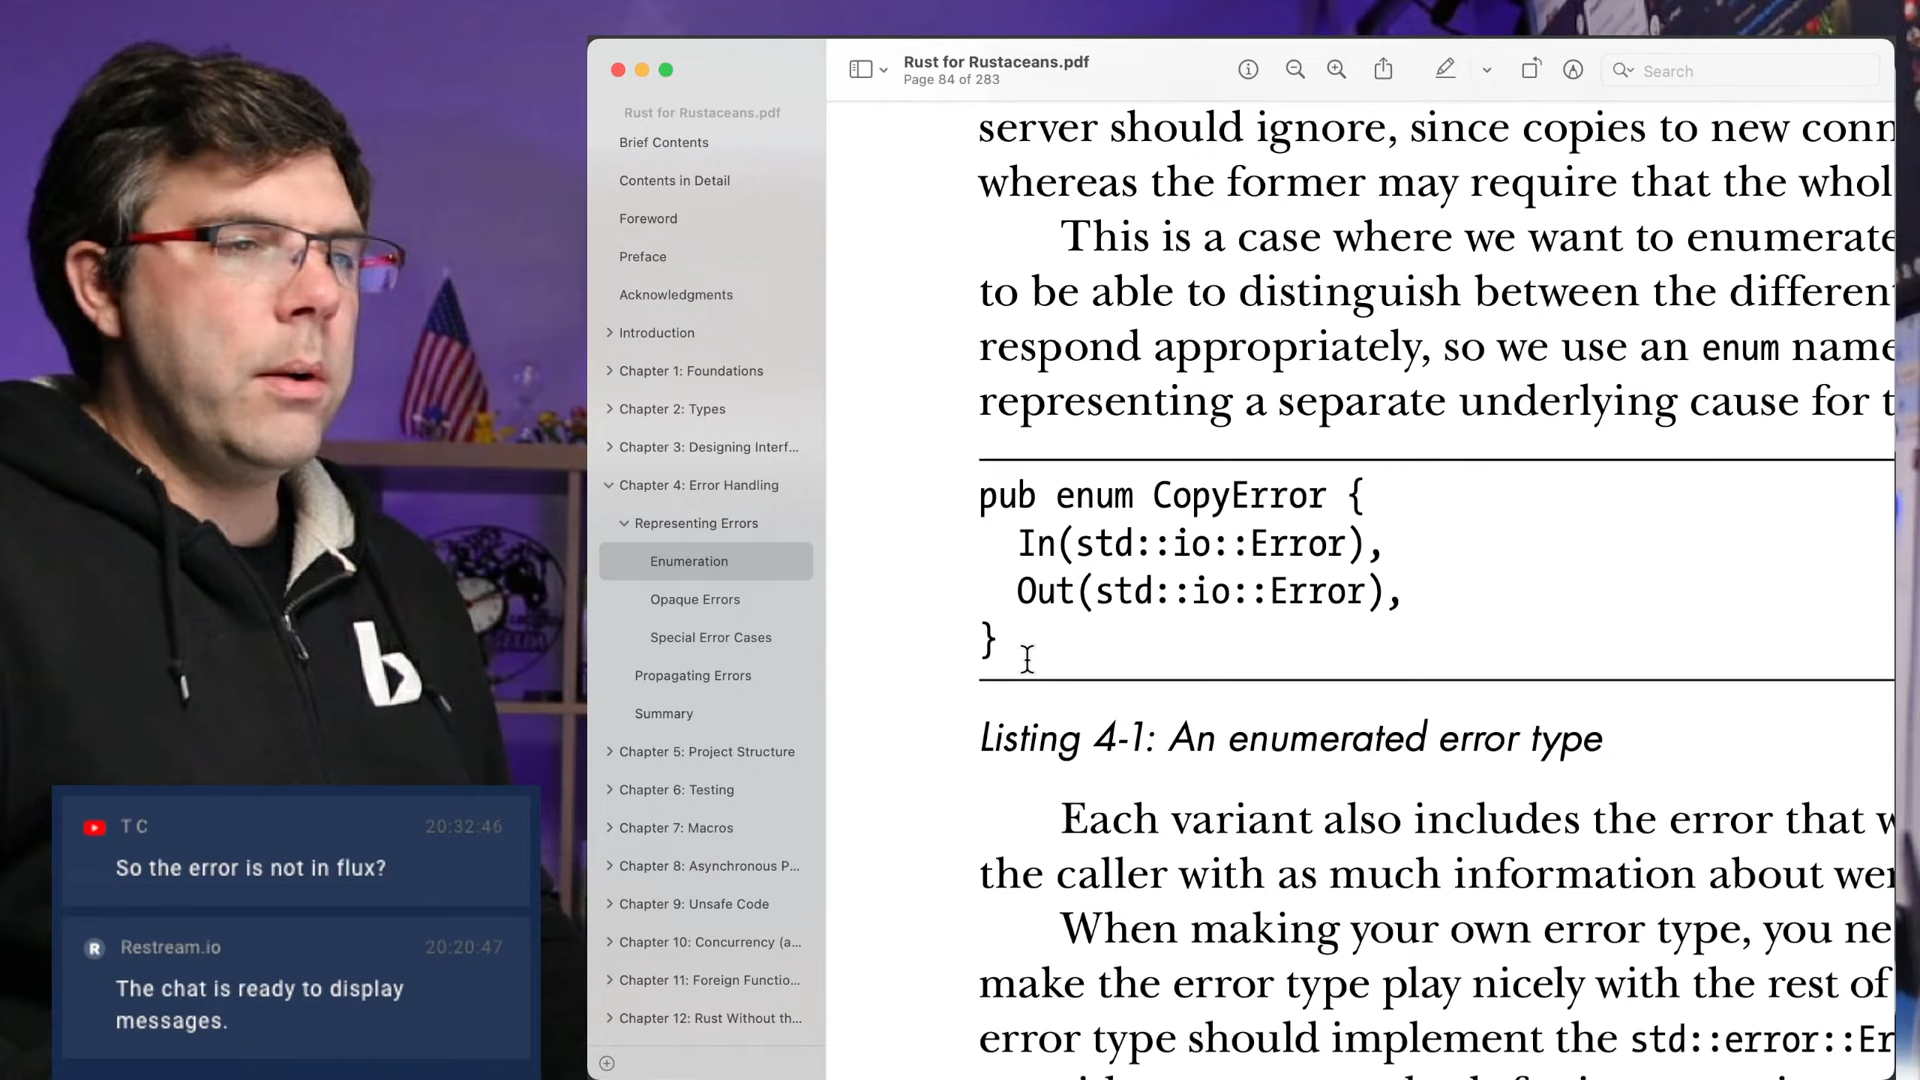 Rust for Rustaceans.pdf
Page 84 of 283
Search
Rust for Rustaceans.pdf
Brief Contents
Contents in Detail
Foreword
Preface
Acknowledgments
Introduction
Chapter 1: Foundations
Chapter 2: Types
Chapter 3: Designing Interf...
Chapter 4: Error Handling
Representing Errors
Enumeration
Opaque Errors
Special Error Cases
Propagating Errors
Summary
Chapter 5: Project Structure
Chapter 6: Testing
Chapter 7: Macros
Chapter 8: Asynchronous P...
Chapter 9: Unsafe Code
Chapter 10: Concurrency (a...
Chapter 11: Foreign Functio...
Chapter 12: Rust Without th...
server should ignore, since copies to new conn
whereas the former may require that the whol
This is a case where we want to enumerate
to be able to distinguish between the different
respond appropriately, so we use an enum name
representing a separate underlying cause for t
pub enum CopyError {
In(std::io::Error),
Out(std::io::Error),
}
Listing 4-1: An enumerated error type
Each variant also includes the error that w
the caller with as much information about wen
When making your own error type, you ne
make the error type play nicely with the rest of
error type should implement the std::error::Er
T C
20:32:46
So the error is not in flux?
R
Restream.io
20:20:47
The chat is ready to display
messages.